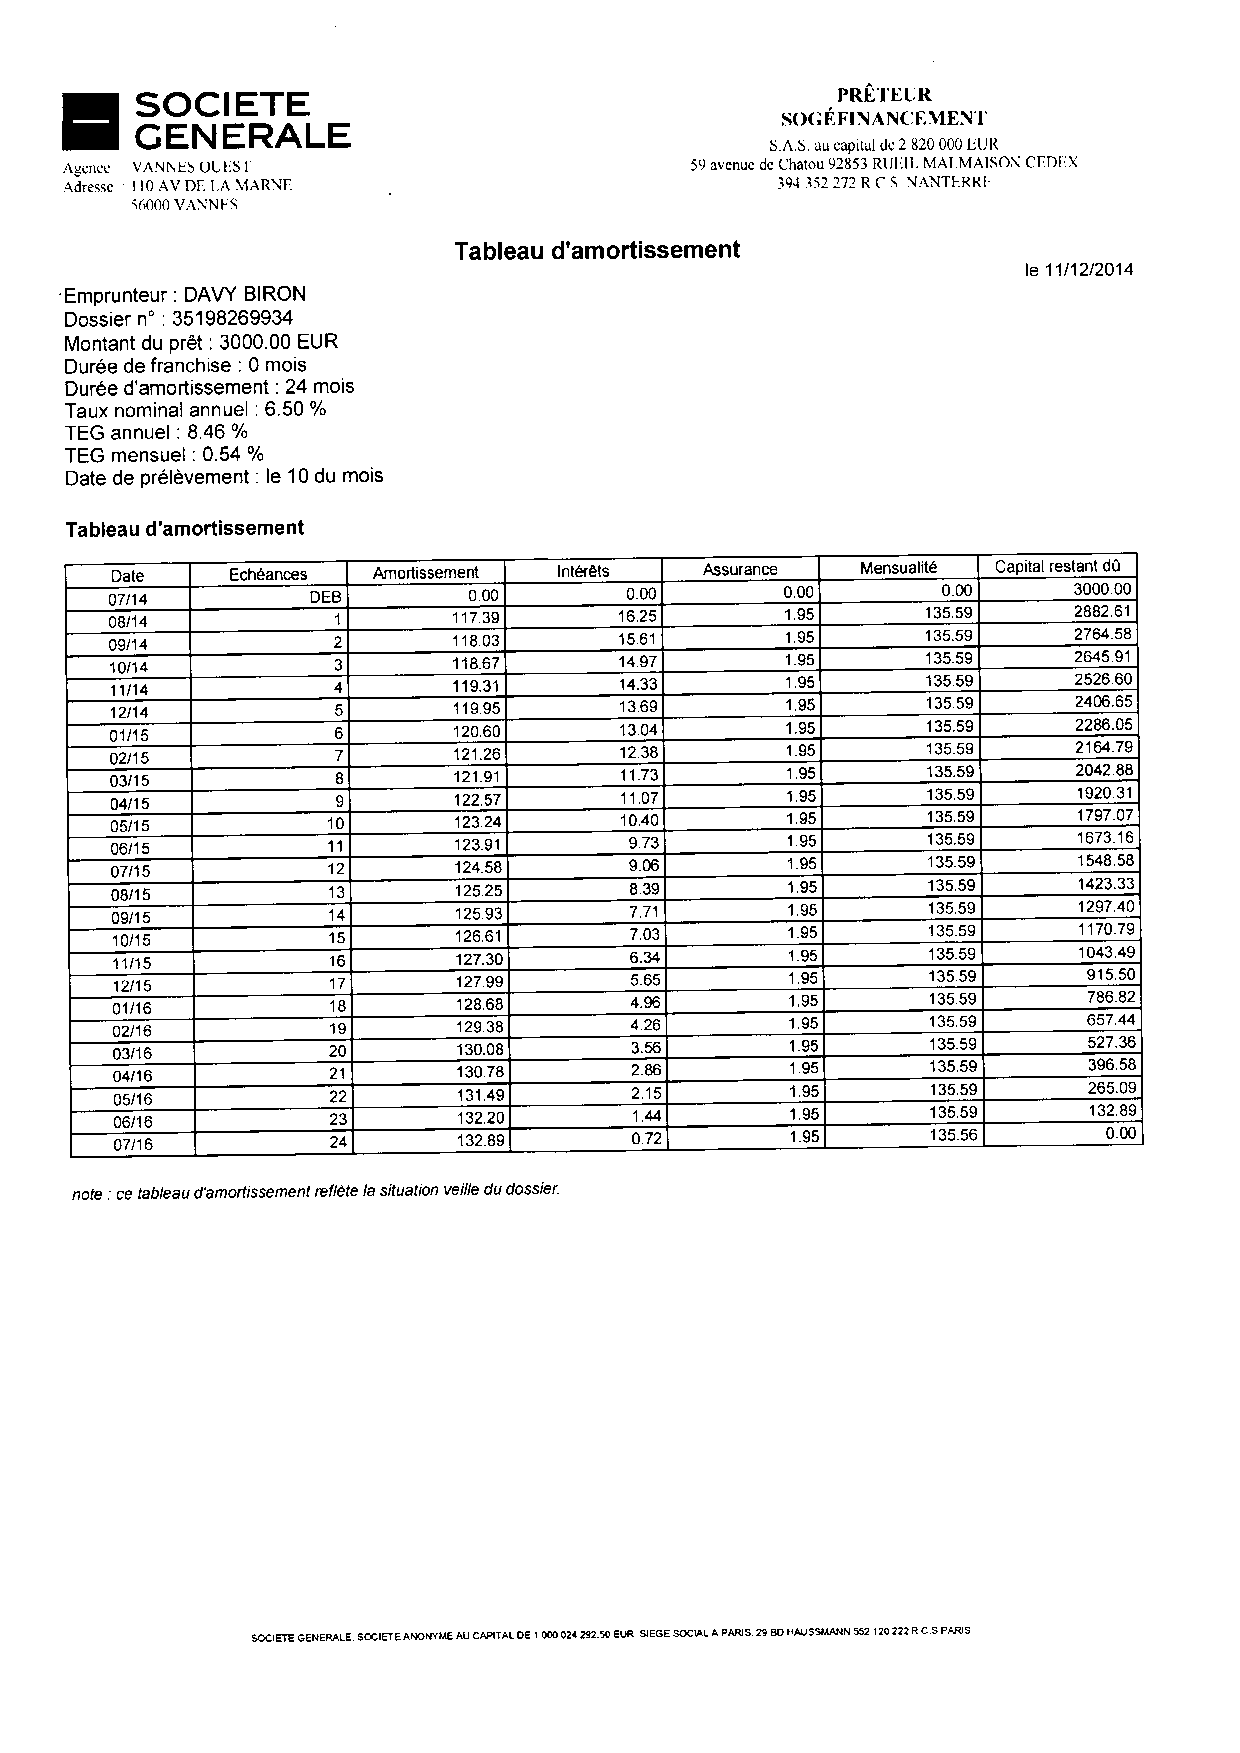 SOCIETE
GENERALE
Agence VANNES OUEST
Adresse : 110 AV DE LA MARNE
56000 VANNES
PRÊTEUR
SOGÉFINANCEMENT
S.A.S. au capital de 2 820 000 EUR
59 avenue de Chatou 92853 RUEIL MALMAISON CEDEX
394 352 272 R C S NANTERRE
Tableau d'amortissement
le 11/12/2014
Emprunteur : DAVY BIRON
Dossier n° : 35198269934
Montant du prêt : 3000.00 EUR
Durée de franchise : 0 mois
Durée d'amortissement : 24 mois
Taux nominal annuel : 6.50 %
TEG annuel : 8.46 %
TEG mensuel : 0.54 %
Date de prélèvement : le 10 du mois
Tableau d'amortissement
Date Echéances Amortissement Intérêts Assurance Mensualité Capital restant dû
07/14 DEB 0.00 0.00 0.00 0.00 3000.00
08/14 1 117.39 16.25 1.95 135.59 2882.61
09/14 2 118.03 15.61 1.95 135.59 2764.58
10/14 3 118.67 14.97 1.95 135.59 2645.91
11/14 4 119.31 14.33 1.95 135.59 2526.60
12/14 5 119.95 13.69 1.95 135.59 2406.65
01/15 6 120.60 13.04 1.95 135.59 2286.05
02/15 7 121.26 12.38 1.95 135.59 2164.79
03/15 8 121.91 11.73 1.95 135.59 2042.88
04/15 9 122.57 11.07 1.95 135.59 1920.31
05/15 10 123.24 10.40 1.95 135.59 1797.07
06/15 11 123.91 9.73 1.95 135.59 1673.16
07/15 12 124.58 9.06 1.95 135.59 1548.58
08/15 13 125.25 8.39 1.95 135.59 1423.33
09/15 14 125.93 7.71 1.95 135.59 1297.40
10/15 15 126.61 7.03 1.95 135.59 1170.79
11/15 16 127.30 6.34 1.95 135.59 1043.49
12/15 17 127.99 5.65 1.95 135.59 915.50
01/16 18 128.68 4.96 1.95 135.59 786.82
02/16 19 129.38 4.26 1.95 135.59 657.44
03/16 20 130.08 3.56 1.95 135.59 527.36
04/16 21 130.78 2.86 1.95 135.59 396.58
05/16 22 131.49 2.15 1.95 135.59 265.09
06/16 23 132.20 1.44 1.95 135.59 132.89
07/16 24 132.89 0.72 1.95 135.56 0.00
note : ce tableau d'amortissement reflète la situation veille du dossier.
SOCIETE GENERALE. SOCIETE ANONYME AU CAPITAL DE 1 000 024 292.50 EUR SIEGE SOCIAL A PARIS. 29 BD HAUSSMANN 552 120 222 R C.S PARIS